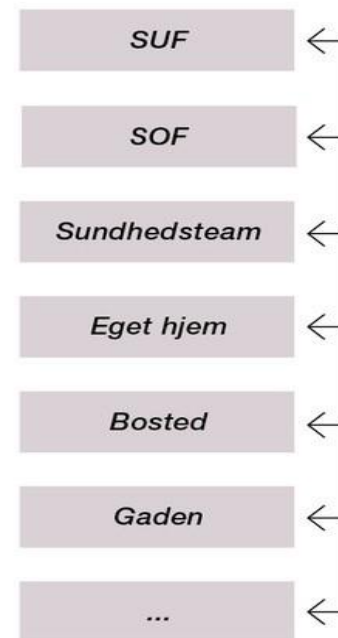 SUF
SOF
Sundhedsteam
Eget hjem
Bosted
Gaden
...